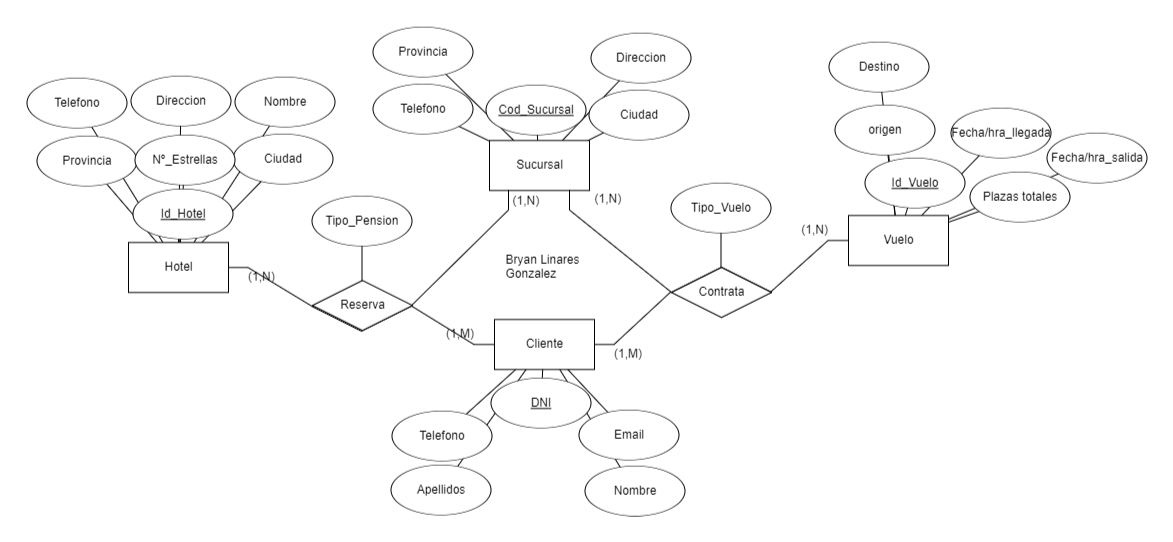 Provincia
Direccion
Destino
Telefono
Direccion
Nombre
Telefono
Cod_Sucursal
Ciudad
origen
Fecha/hra_llegada
Provincia
Nº_Estrellas
Ciudad
Sucursal
Fecha/hra_salida
Id_Hotel
Id_Vuelo
Plazas totales
(1,N)
(1,N)
Tipo_Pension
Tipo_Vuelo
(1,N)
Vuelo
Hotel
(1,N)
Bryan Linares
Gonzalez
Reserva
Contrata
(1,M)
Cliente
(1,M)
DNI
Telefono
Email
Apellidos
Nombre